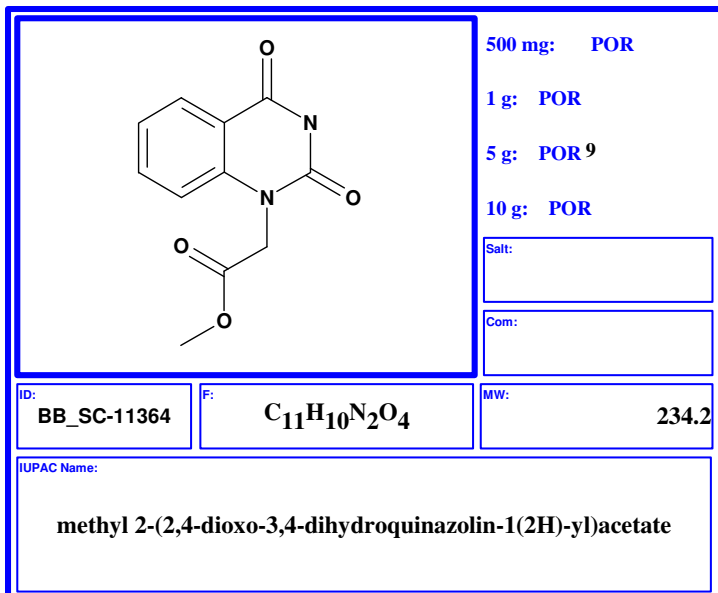 O
N
O
N
O
O
500 mg: POR
1 g: POR
5 g: POR 9
10 g: POR
Salt:
Com:
ID:
BB_SC-11364
F:
C11H10N2O4
MW:
234.2
IUPAC Name:
methyl 2-(2,4-dioxo-3,4-dihydroquinazolin-1(2H)-yl)acetate